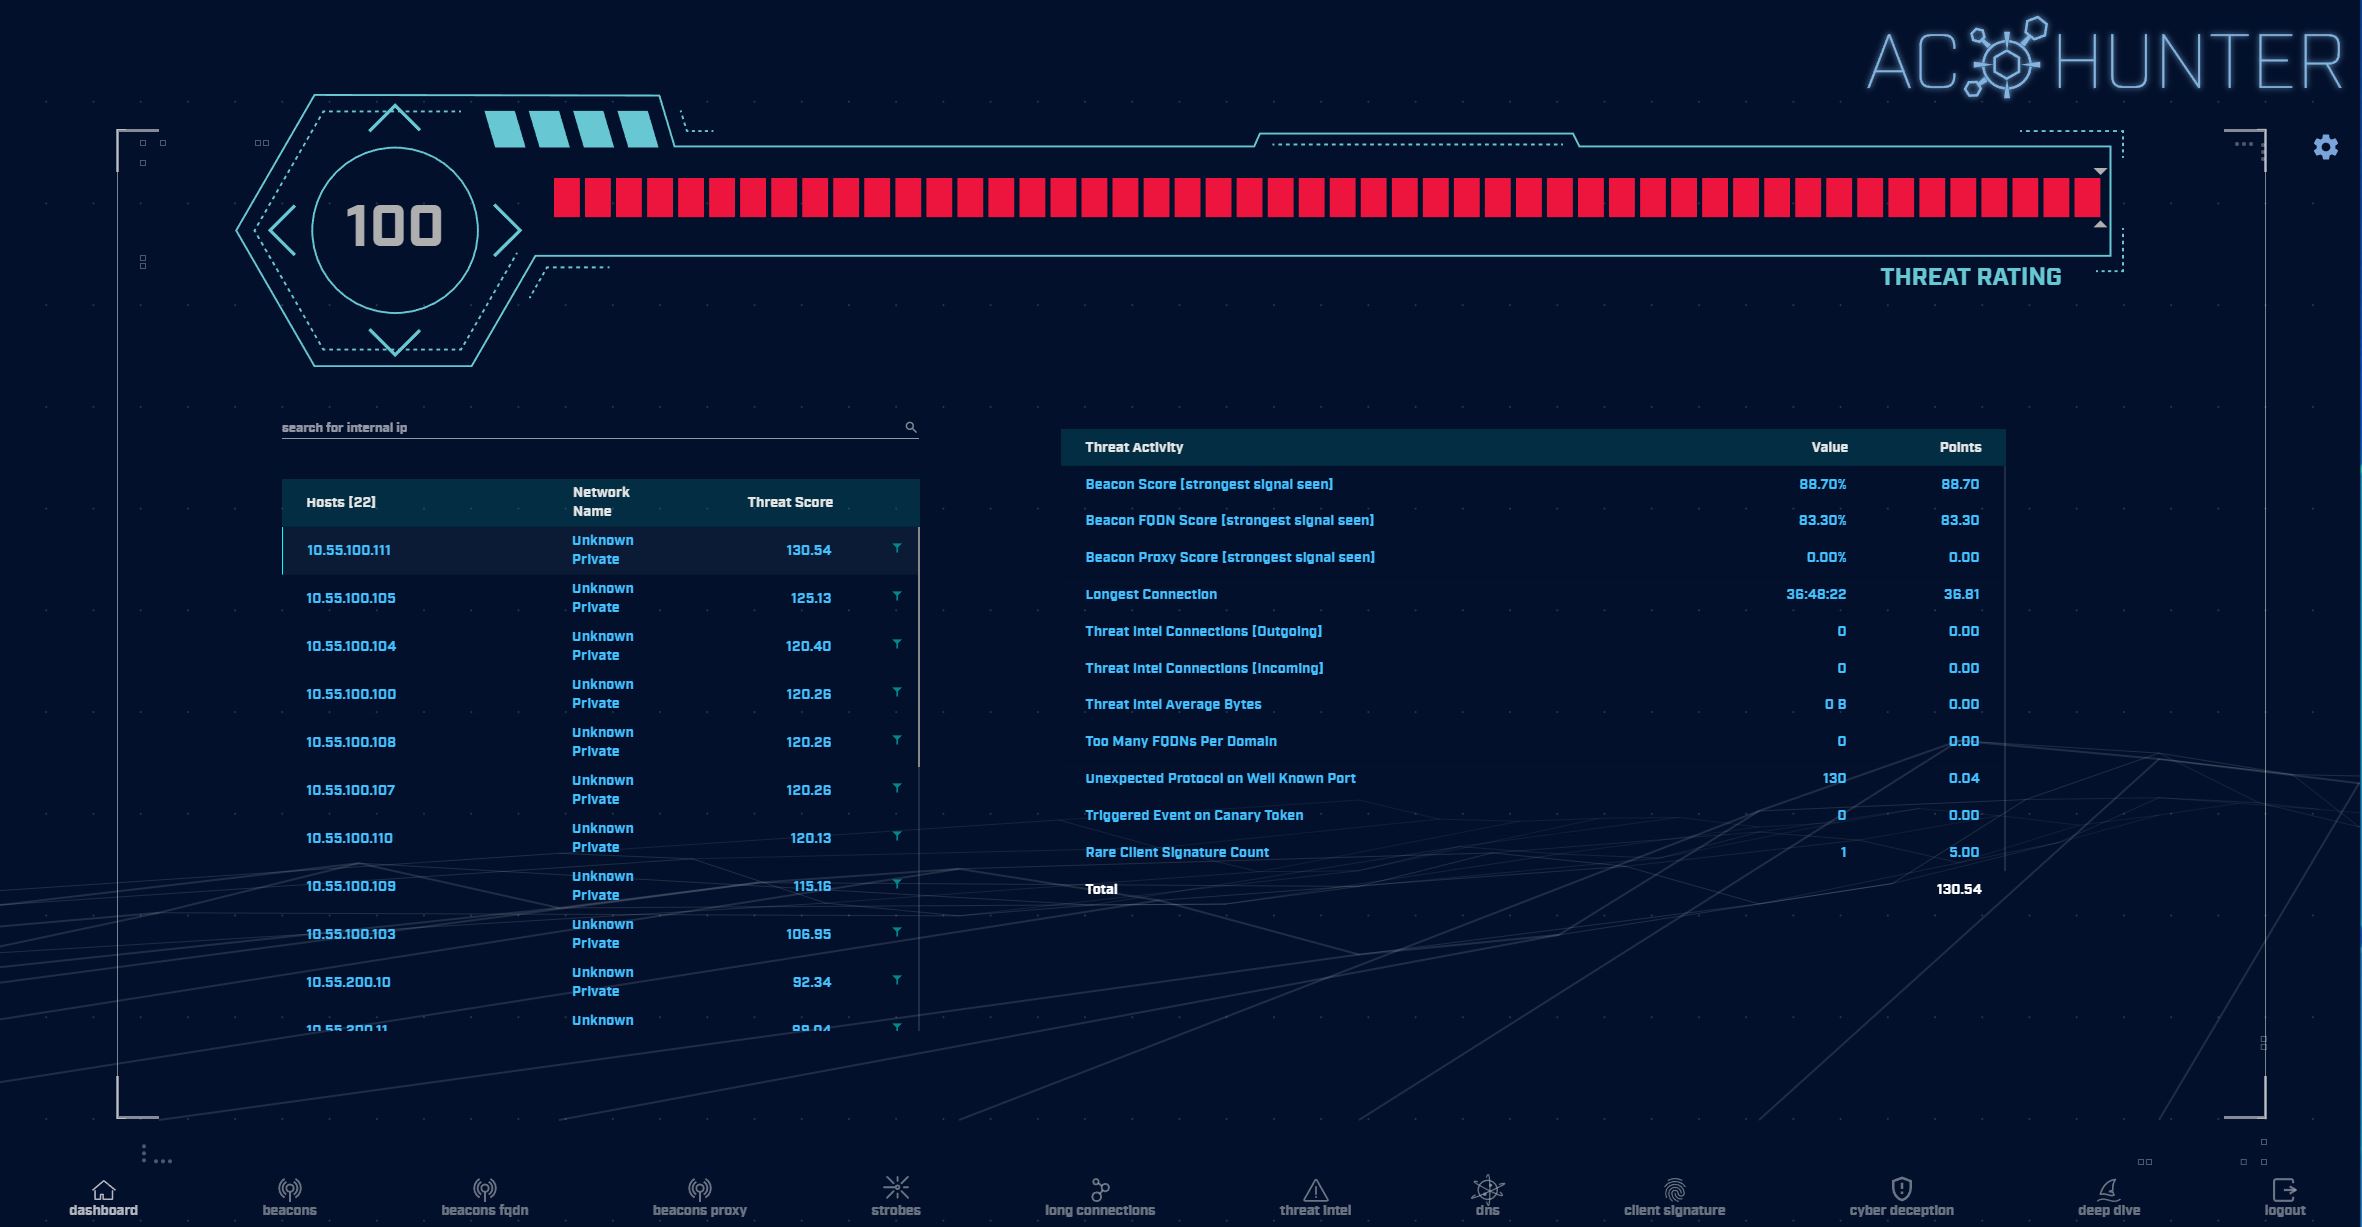 AC HUNTER
100
THREAT RATING
search for internal ip
Hosts [22] Network Name Threat Score
10.55.100.111 Unknown Private 130.54
10.55.100.105 Unknown Private 125.13
10.55.100.104 Unknown Private 120.40
10.55.100.100 Unknown Private 120.26
10.55.100.108 Unknown Private 120.26
10.55.100.107 Unknown Private 120.26
10.55.100.110 Unknown Private 120.13
10.55.100.109 Unknown Private 115.16
10.55.100.103 Unknown Private 106.95
10.55.200.10 Unknown Private 92.34
10.55.200.11 Unknown
Threat Activity Value Points
Beacon Score [strongest signal seen] 88.70% 88.70
Beacon FQDN Score [strongest signal seen] 83.30% 83.30
Beacon Proxy Score [strongest signal seen] 0.00% 0.00
Longest Connection 36:48:22 36.81
Threat Intel Connections [Outgoing] 0 0.00
Threat Intel Connections [Incoming] 0 0.00
Threat Intel Average Bytes 0 B 0.00
Too Many FQDNs Per Domain 0 0.00
Unexpected Protocol on Well Known Port 130 0.04
Triggered Event on Canary Token 0 0.00
Rare Client Signature Count 1 5.00
Total 130.54
dashboard beacons beacons fqdn beacons proxy strobes long connections threat intel dns client signature cyber deception deep dive logout